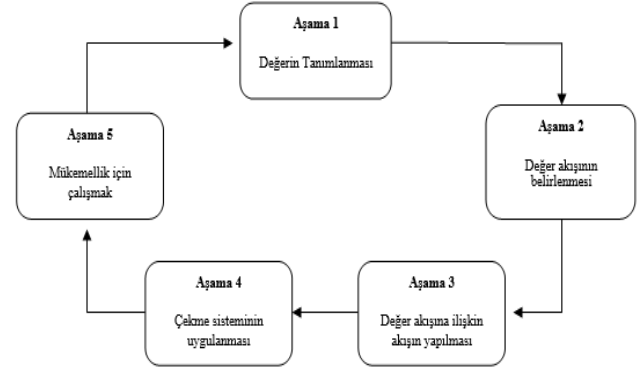 Aşama 1
Değerin Tanımlanması
Aşama 2
Değer akışının
belirlenmesi
Aşama 3
Değer akışına ilişkin
akışın yapılması
Aşama 4
Çekme sisteminin
uygulanması
Aşama 5
Mükemellik için
çalışmak